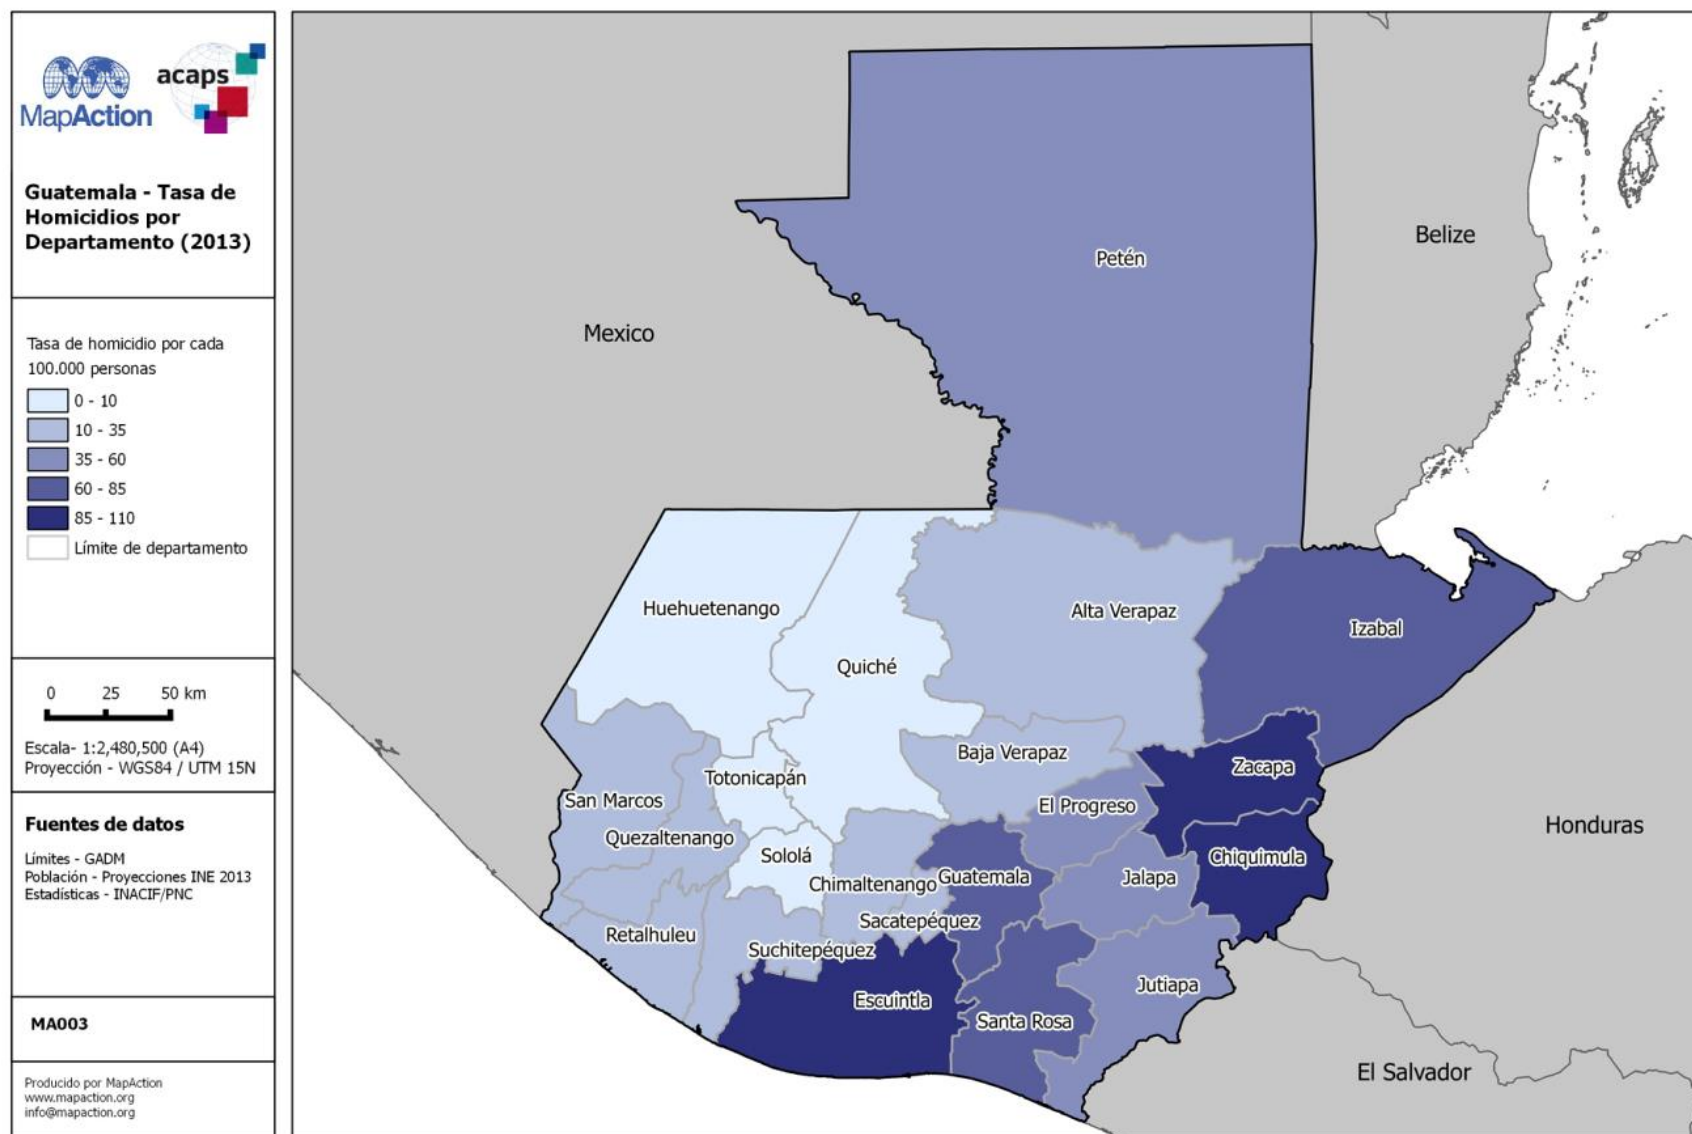 MapAction
acaps
Guatemala - Tasa de
Homicidios por
Departamento (2013)
Tasa de homicidio por cada
100.000 personas
0 - 10
10 - 35
35 - 60
60 - 85
85 - 110
Límite de departamento
0 25 50 km
Escala- 1:2,480,500 (A4)
Proyección - WGS84 / UTM 15N
Fuentes de datos
Límites - GADM
Población - Proyecciones INE 2013
Estadísticas - INACIF/PNC
MA003
Producido por MapAction
www.mapaction.org
info@mapaction.org
Belize
Petén
Mexico
Huehuetenango
Alta Verapaz
Izabal
Quiché
Baja Verapaz
Zacapa
Totonicapán
San Marcos
El Progreso
Honduras
Quezaltenango
Sololá
Chiquimula
Chimaltenango
Guatemala
Jalapa
Sacatepéquez
Retalhuleu
Suchitepéquez
Jutiapa
Escuintla
Santa Rosa
El Salvador